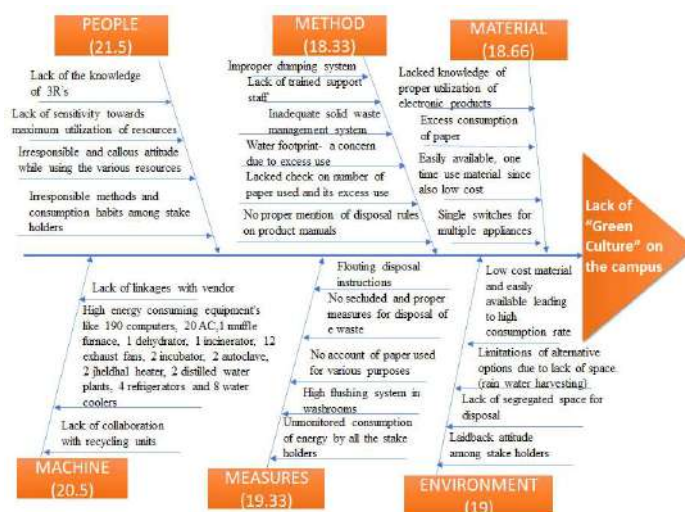 PEOPLE
(21.5)
METHOD
(18.33)
MATERIAL
(18.66)
Lack of the knowledge
of 3R's
Lack of sensitivity towards
maximum utilization of resources
Irresponsible and callous attitude
while using the various resources
Irresponsible methods and
consumption habits among stake
holders
Improper dumping system
Lack of trained support
staff
Inadequate solid waste
management system
Water footprint- a concern
due to excess use
Lacked check on number of
paper used and its excess use
No proper mention of disposal rules
on product manuals
Lacked knowledge of
proper utilization of
electronic products
Excess consumption
of paper
Easily available, one
time use material since
also low cost
Single switches for
multiple appliances
Lack of
"Green
Culture" on
the campus
Lack of linkages with vendor
High energy consuming equipment's
like 190 computers, 20 AC,1 muffle
furnace, 1 dehydrator, 1 incinerator, 12
exhaust fans, 2 incubator, 2 autoclave,
2 jheldhal heater, 2 distilled water
plants, 4 refrigerators and 8 water
coolers
Lack of collaboration
with recycling units
Flouting disposal
instructions
No secluded and proper
measures for disposal of
e waste
No account of paper used
for various purposes
High flushing system in
washrooms
Unmonitored consumption
of energy by all the stake
holders
Low cost material
and easily
available leading
to high
consumption rate
Limitations of alternative
options due to lack of space.
(rain water harvesting)
Lack of segregated space for
disposal
Laidback attitude
among stake holders
MACHINE
(20.5)
MEASURES
(19.33)
ENVIRONMENT
(19)